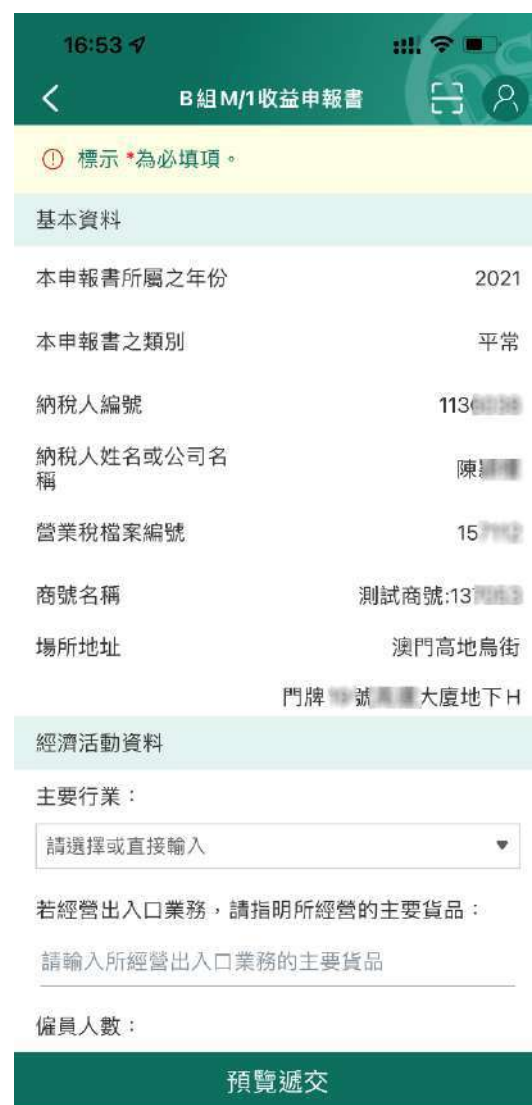 16:53
B組M/1收益申報書
標示 *為必填項。
基本資料
本申報書所屬之年份 2021
本申報書之類別 平常
納稅人編號 113
納稅人姓名或公司名
稱 陳
營業稅檔案編號 15
商號名稱 測試商號:13
場所地址 澳門高地烏街
門牌 號 大廈地下H
經濟活動資料
主要行業：
請選擇或直接輸入
若經營出入口業務，請指明所經營的主要貨品：
請輸入所經營出入口業務的主要貨品
僱員人數：
預覽遞交